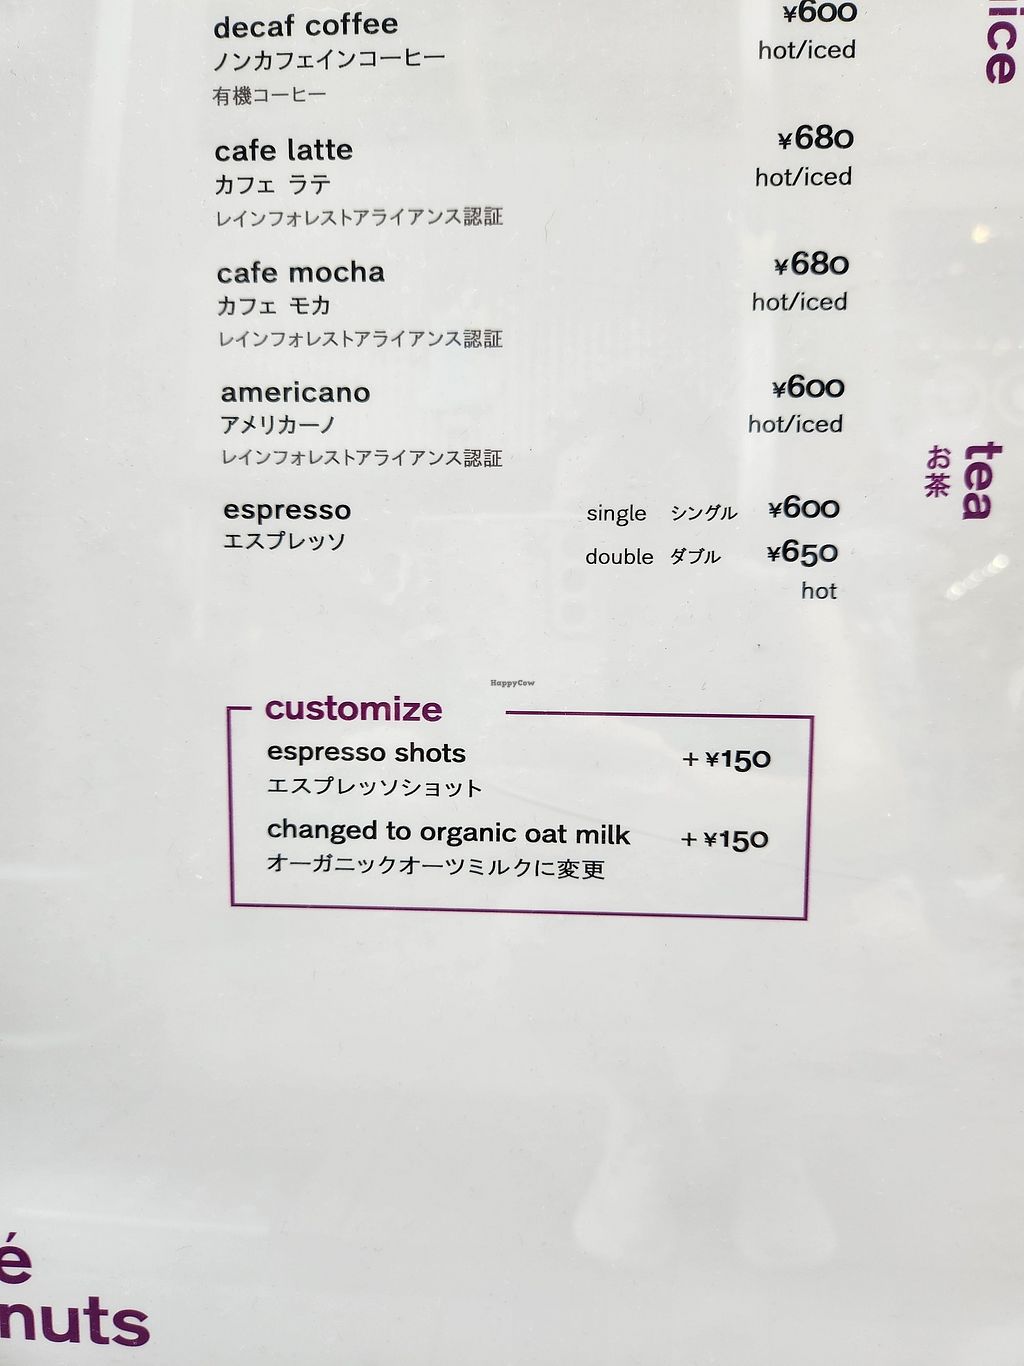 decaf coffee ¥600
ノンカフェインコーヒー hot/iced
有機コーヒー
cafe latte ¥680
カフェ ラテ hot/iced
レインフォレストアライアンス認証
cafe mocha ¥680
カフェ モカ hot/iced
レインフォレストアライアンス認証
americano ¥600
アメリカーノ hot/iced
レインフォレストアライアンス認証
espresso single シングル ¥600
エスプレッソ double ダブル ¥650
hot
HappyCow
customize
espresso shots +¥150
エスプレッソショット
changed to organic oat milk +¥150
オーガニックオーツミルクに変更
tea
お茶
nuts